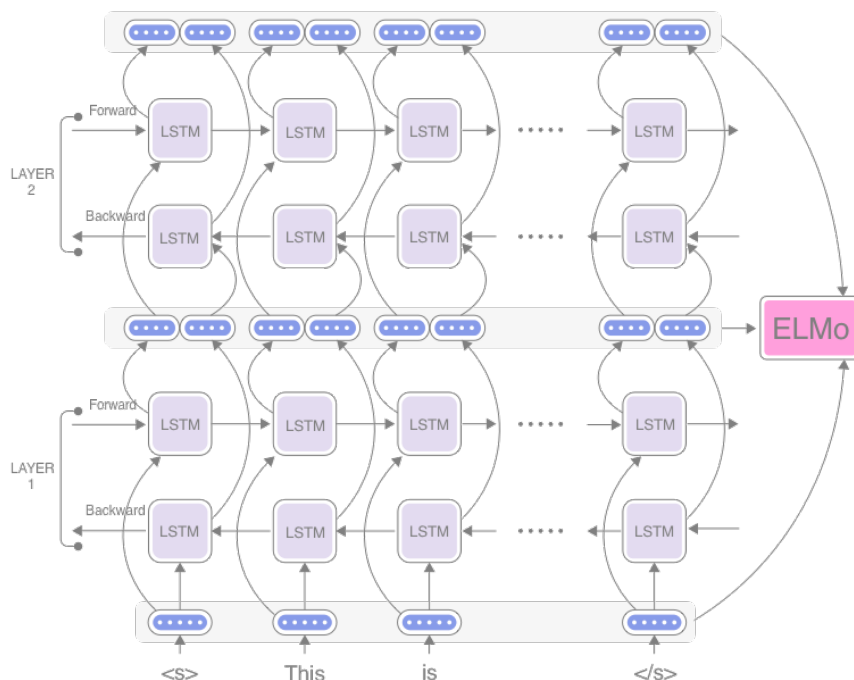 Forward
LSTM LSTM LSTM LSTM
LAYER
2
Backward
LSTM LSTM LSTM LSTM
ELMo
Forward
LSTM LSTM LSTM LSTM
LAYER
1
Backward
LSTM LSTM LSTM LSTM
<s> This is </s>